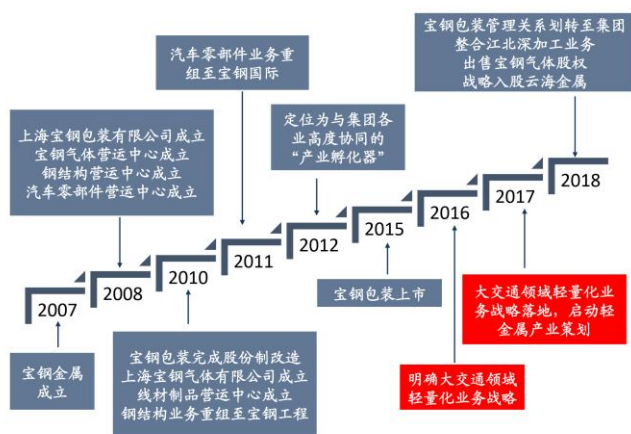 宝钢包装管理关系划转至集团
整合江北深加工业务
出售宝钢气体股权
战略入股云海金属
汽车零部件业务重
组至宝钢国际
定位为与集团各
业高度协同的
“产业孵化器”
上海宝钢包装有限公司成立
宝钢气体营运中心成立
钢结构营运中心成立
汽车零部件营运中心成立
2007
2008
2010
2011
2012
2015
2016
2017
2018
宝钢金属
成立
宝钢包装完成股份制改造
上海宝钢气体有限公司成立
线材制品营运中心成立
钢结构业务重组至宝钢工程
宝钢包装上市
明确大交通领域
轻量化业务战略
大交通领域轻量化业
务战略落地，启动轻
金属产业策划